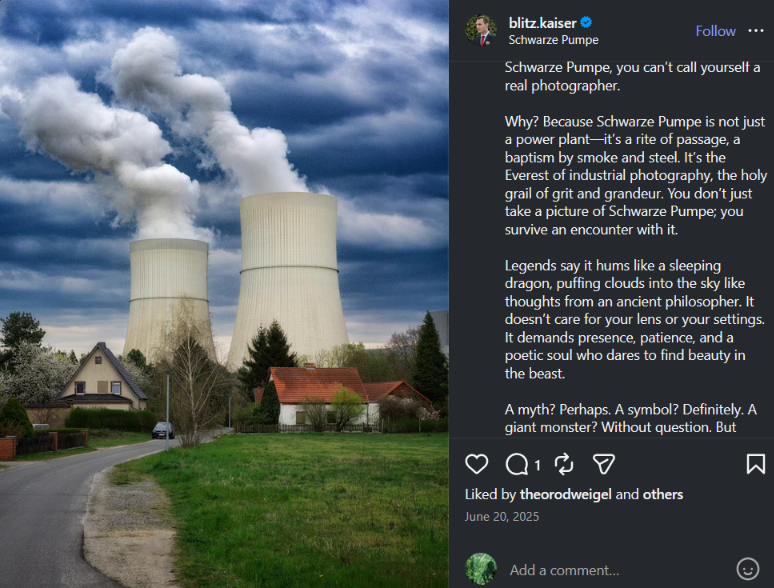 blitz.kaiser
Schwarze Pumpe
Follow
Schwarze Pumpe, you can’t call yourself a
real photographer.
Why? Because Schwarze Pumpe is not just
a power plant—it’s a rite of passage, a
baptism by smoke and steel. It’s the
Everest of industrial photography, the holy
grail of grit and grandeur. You don’t just
take a picture of Schwarze Pumpe; you
survive an encounter with it.
Legends say it hums like a sleeping
dragon, puffing clouds into the sky like
thoughts from an ancient philosopher. It
doesn’t care for your lens or your settings.
It demands presence, patience, and a
poetic soul who dares to find beauty in
the beast.
A myth? Perhaps. A symbol? Definitely. A
giant monster? Without question. But
1
Liked by theorodweigel and others
June 20, 2025
Add a comment...